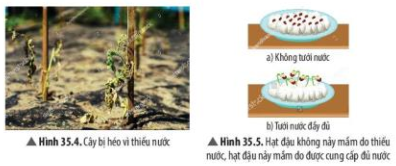 a) Không tưới nước
b) Tưới nước đầy đủ
▲ Hình 35.4. Cây bị héo vì thiếu nước
▲ Hình 35.5. Hạt đậu không nảy mầm do thiếu
nước, hạt đậu nảy mầm do được cung cấp đủ nước